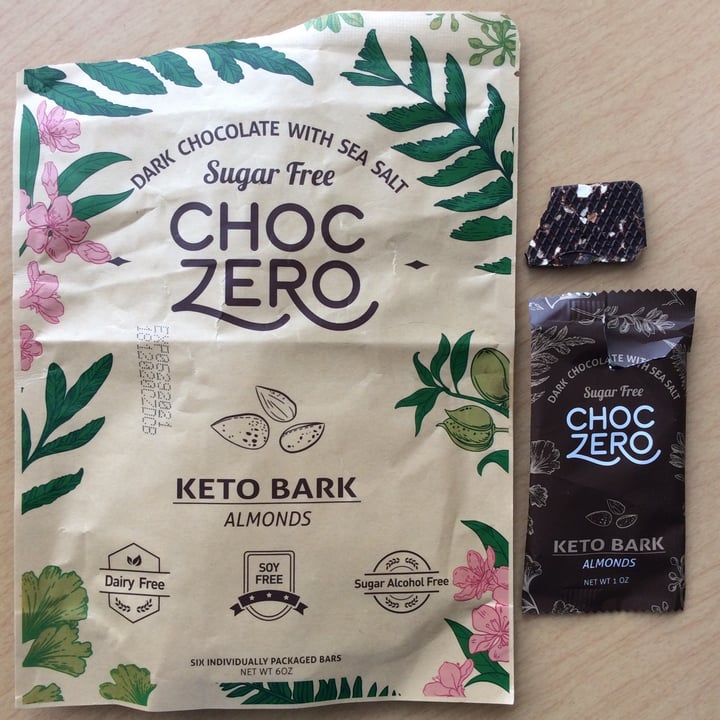 DARK CHOCOLATE WITH SEA SALT
Sugar Free
CHOC
ZERO
EXP06292021
KETO BARK
ALMONDS
Dairy Free
SOY
FREE
Sugar Alcohol Free
SIX INDIVIDUALLY PACKAGED BARS
NET WT 6OZ
DARK CHOCOLATE WITH SEA SALT
Sugar Free
CHOC
ZERO
KETO BARK
ALMONDS
NET WT 1 OZ